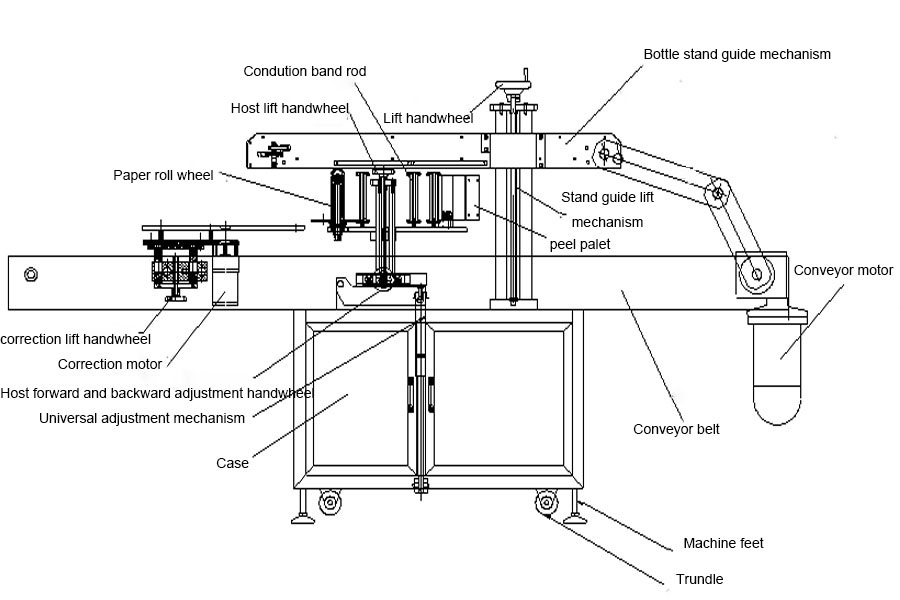 Bottle stand guide mechanism
Condution band rod
Host lift handwheel
Lift handwheel
Paper roll wheel
Stand guide lift
mechanism
peel palet
Conveyor motor
correction lift handwheel
Correction motor
Host forward and backward adjustment handwheel
Universal adjustment mechanism
Conveyor belt
Case
Machine feet
Trundle